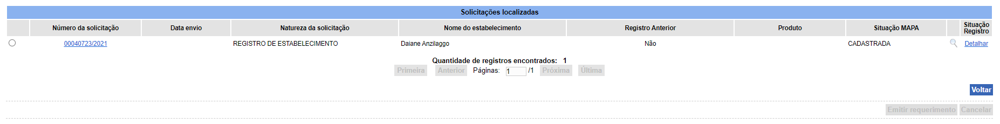 Solicitações localizadas
Número da solicitação Data envio Natureza da solicitação Nome do estabelecimento Registro Anterior Produto Situação MAPA Situação Registro
00040723/2021 REGISTRO DE ESTABELECIMENTO Daiane Anzilaggo Não CADASTRADA Detalhar
Quantidade de registros encontrados: 1
Primeira Anterior Páginas: 1 /1 Próxima Última
Voltar
Emitir requerimento Cancelar